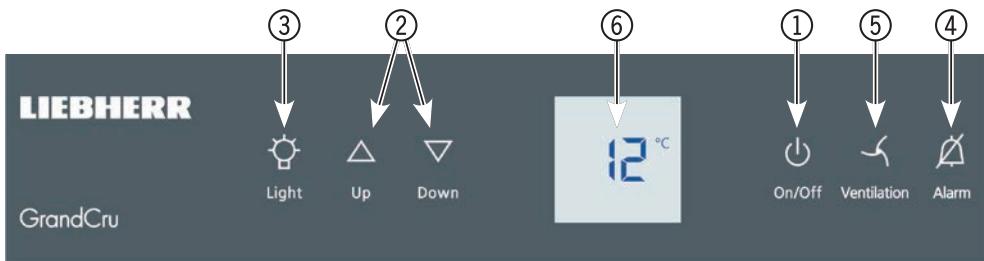 3 2 6 1 5 4
LIEBHERR
12 °C
Light Up Down On/Off Ventilation Alarm
GrandCru